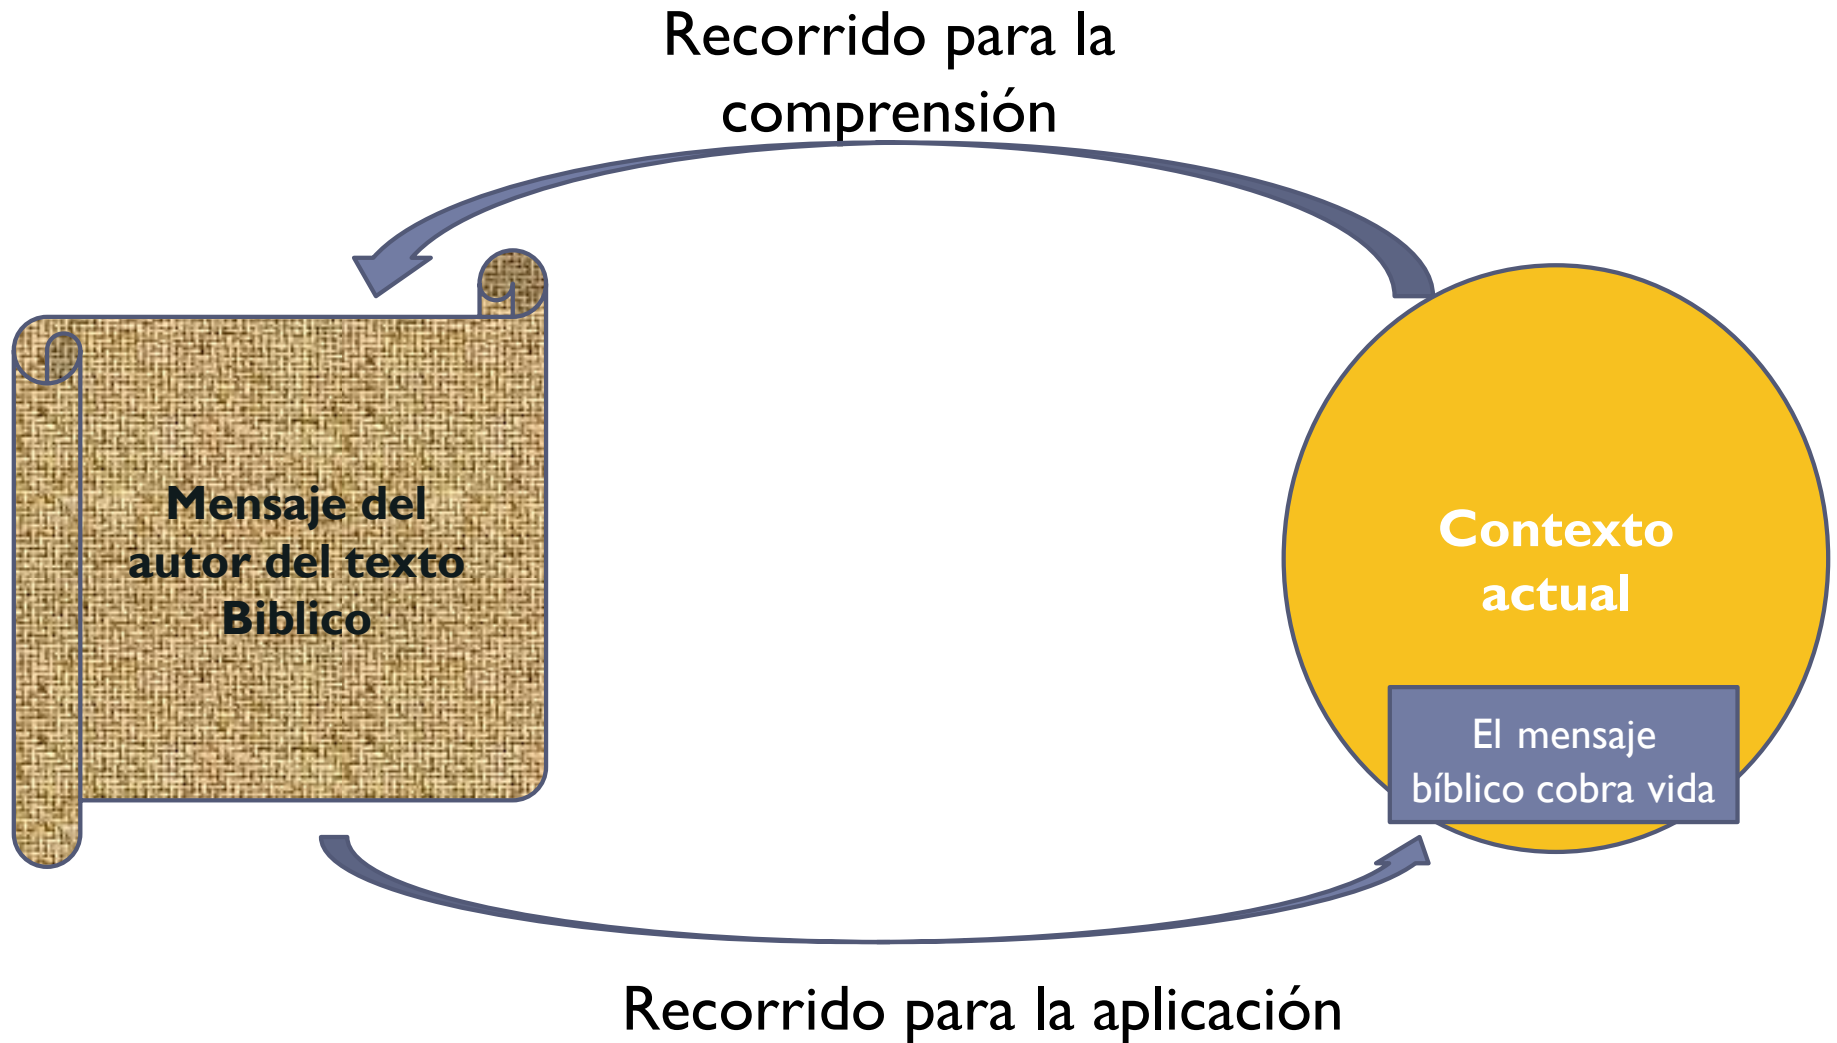 Recorrido para la
comprensión
Mensaje del
autor del texto
Biblico
Contexto
actual
El mensaje
bíblico cobra vida
Recorrido para la aplicación